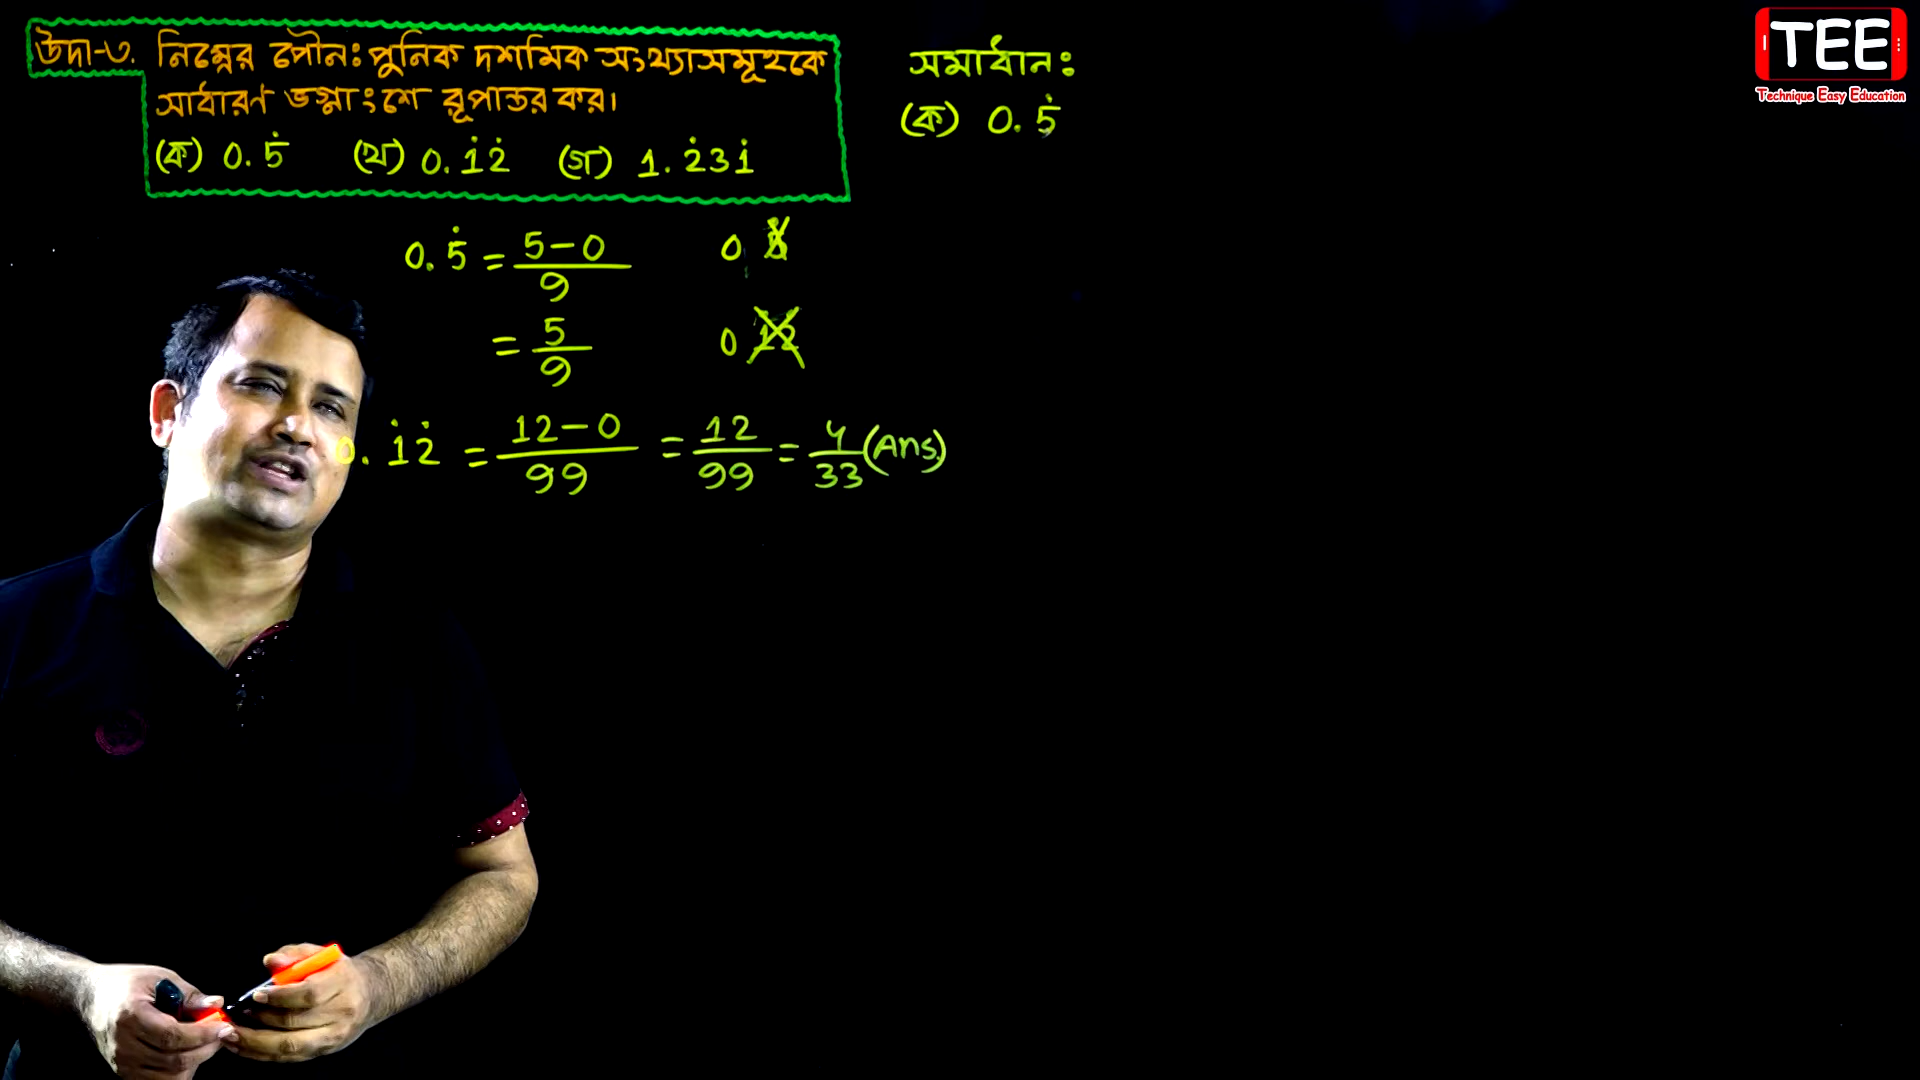 উদা-৩. নিম্নের পৌনঃপুনিক দশমিক সংখ্যাসমূহকে
সাধারণ ভগ্নাংশে রূপান্তর কর।
(ক) 0.5̇ (খ) 0.1̇2̇ (গ) 1.2̇31̇
0.5̇ = 5-0/9
= 5/9
0.1̇2̇ = 12-0/99 = 12/99 = 4/33 (Ans)
0
0
সমাধান:
(ক) 0.5̇
TEE
Technique Easy Education